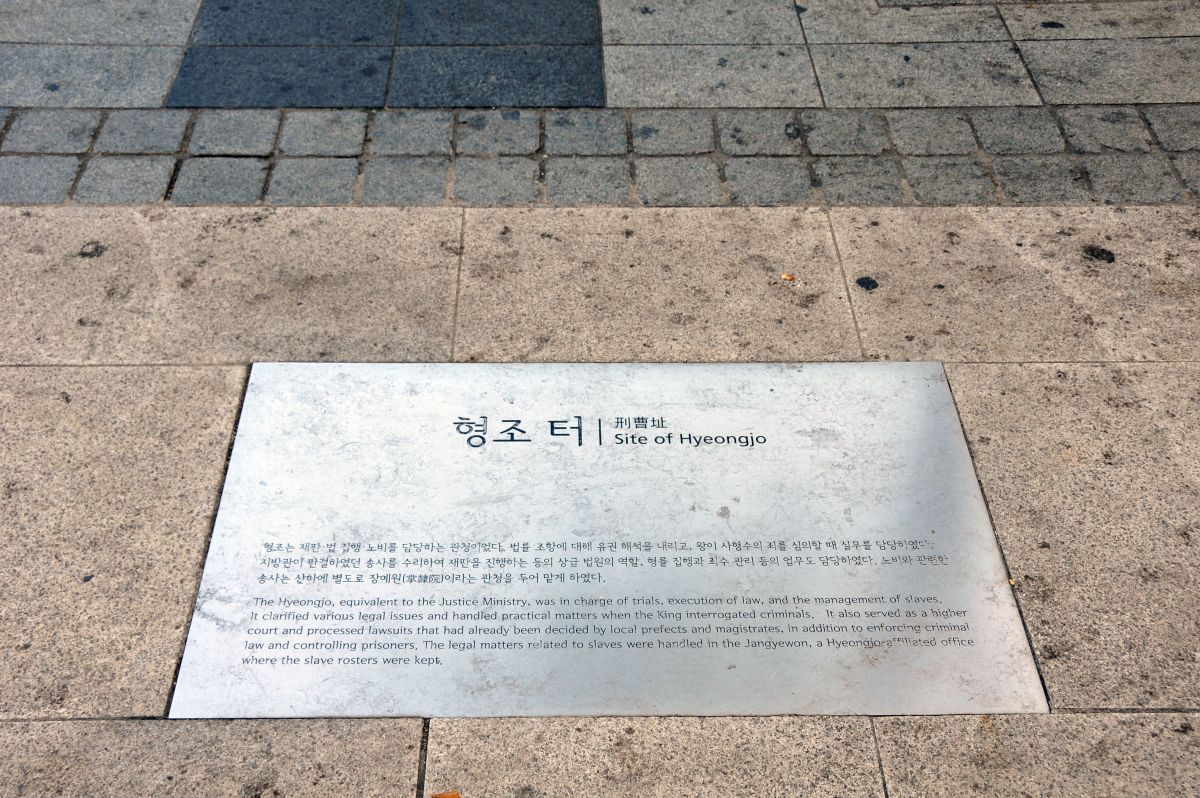 형조 터
刑曹址
Site of Hyeongjo
형조는 재판·법 집행·노비를 담당하는 관청이었다. 법률 조항에 대해 유권 해석을 내리고, 왕이 사형수의 죄를 심의할 때 실무를 담당하였다.
지방관이 판결하였던 송사를 수리하여 재판을 진행하는 등의 상급 법원의 역할, 형률 집행과 죄수 관리 등의 업무도 담당하였다. 노비와 관련한
송사는 산하에 별도로 장예원(掌隷院)이라는 관청을 두어 맡게 하였다.
The Hyeongjo, equivalent to the Justice Ministry, was in charge of trials, execution of law, and the management of slaves.
It clarified various legal issues and handled practical matters when the King interrogated criminals. It also served as a higher
court and processed lawsuits that had already been decided by local prefects and magistrates, in addition to enforcing criminal
law and controlling prisoners. The legal matters related to slaves were handled in the Jangyewon, a Hyeongjo-affiliated office
where the slave rosters were kept.